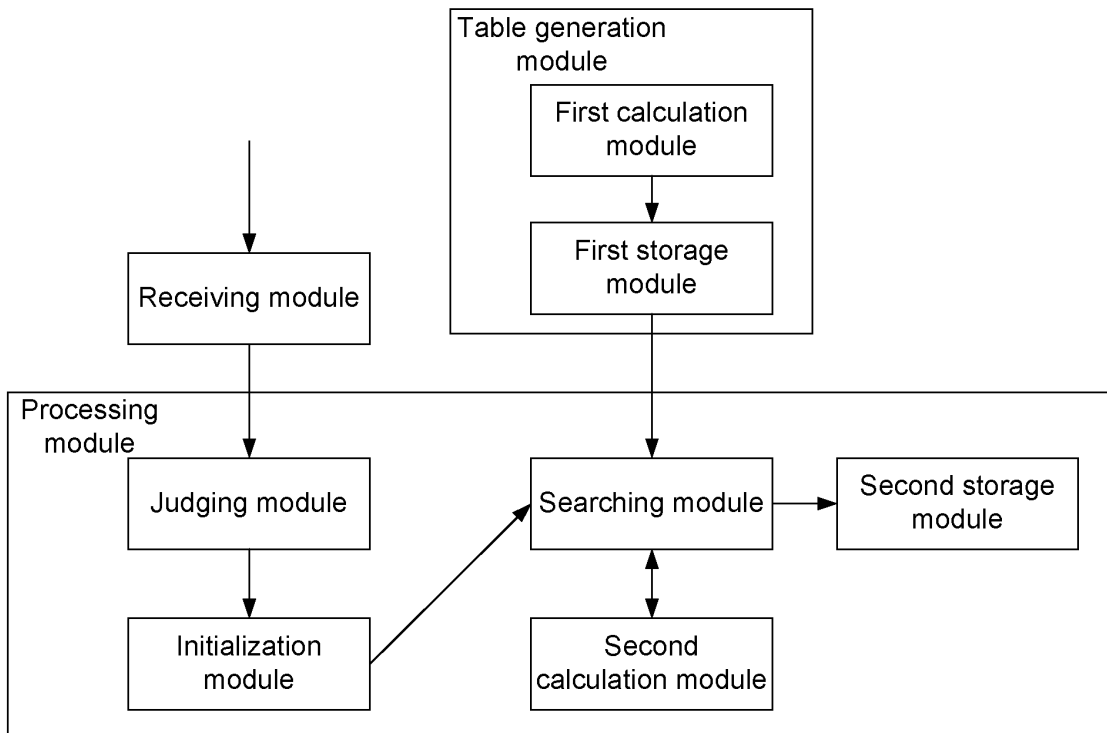 Table generation
module
First calculation
module
First storage
module
Receiving module
Processing
module
Judging module
Searching module
Second storage
module
Initialization
module
Second
calculation module